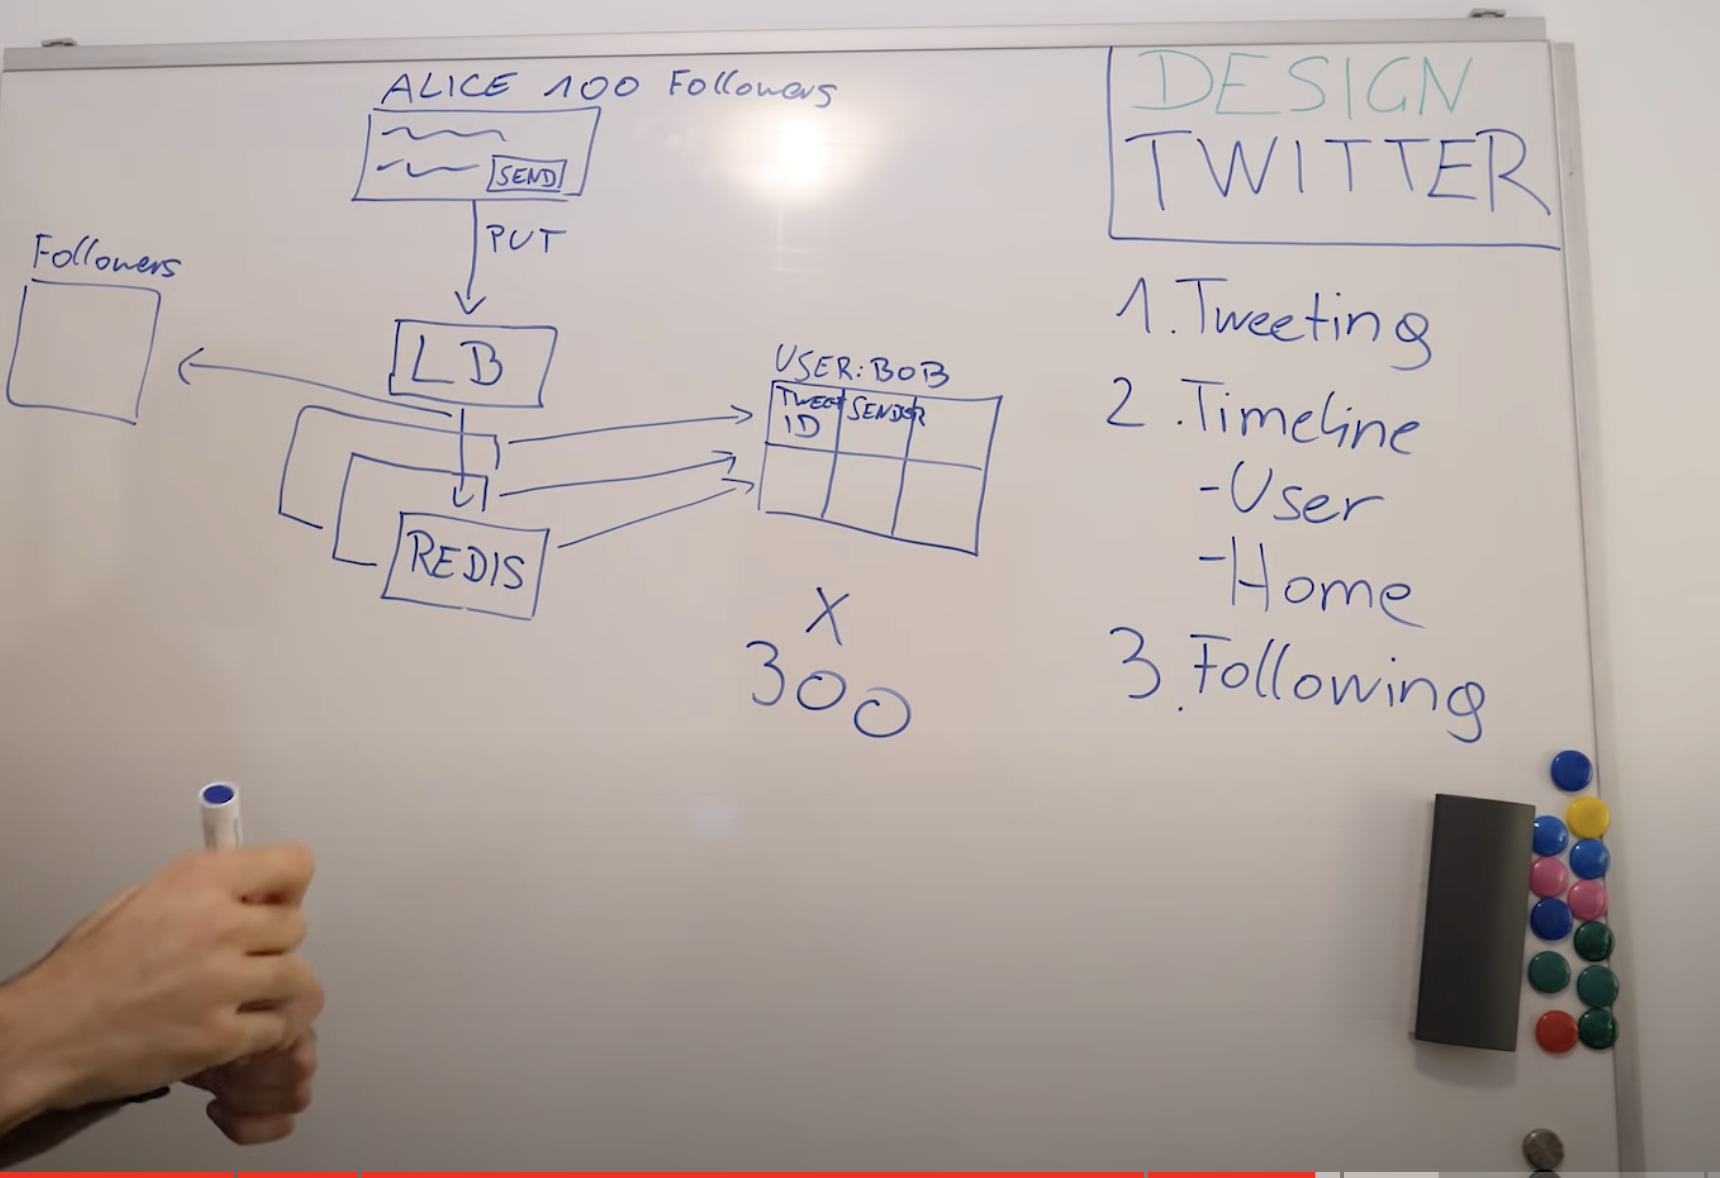 ALICE 100 Followers
SEND
PUT
Followers
LB
REDIS
USER: BOB
TWEET ID
SENDER
X
300
DESIGN
TWITTER
1. Tweeting
2. Timeline
- User
- Home
3. Following